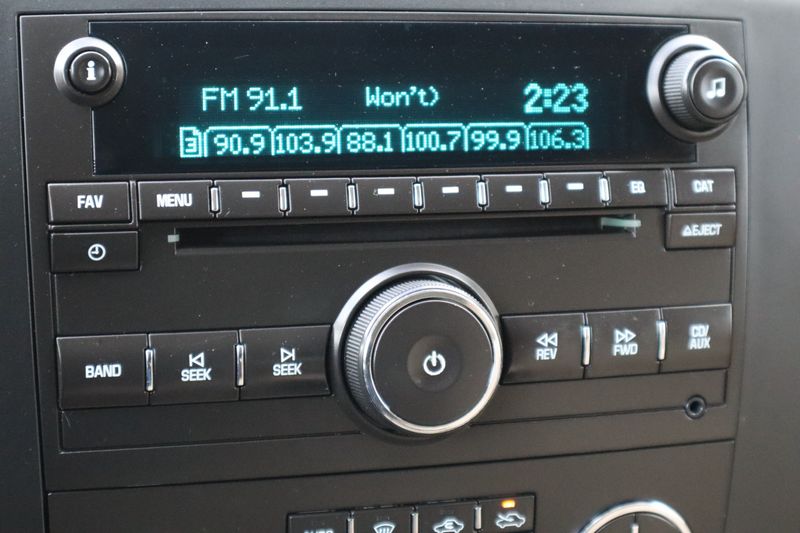 i
FM 91.1 Won't) 2:23
3 90.9 103.9 88.1 100.7 99.9 106.3
FAV MENU EQ CAT
EJECT
BAND SEEK SEEK REV FWD CD/
AUX
AUTO